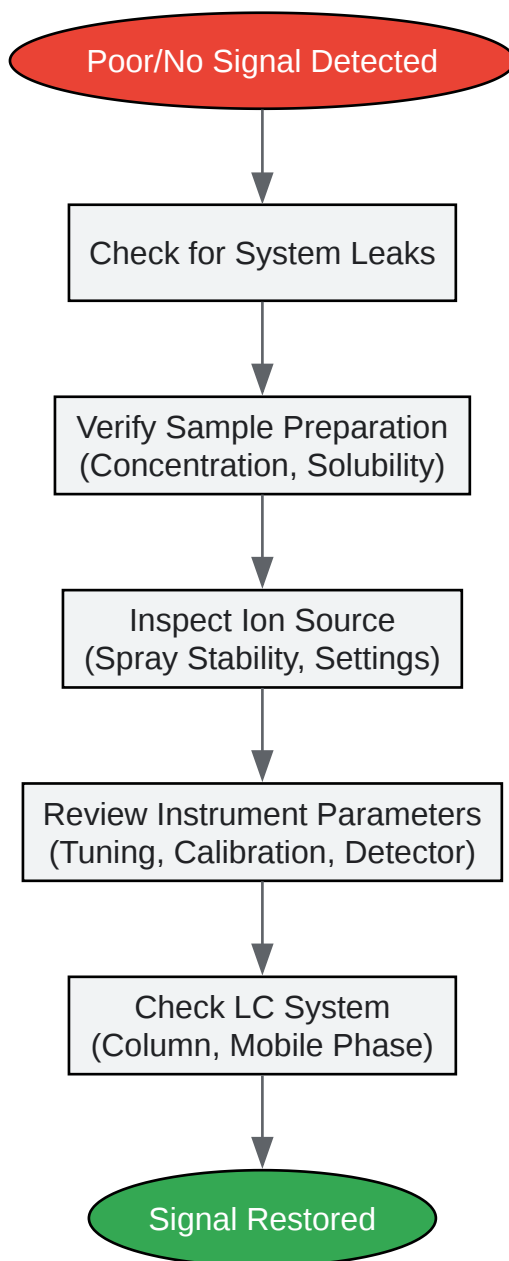 Poor/No Signal Detected
Check for System Leaks
Verify Sample Preparation
(Concentration, Solubility)
Inspect Ion Source
(Spray Stability, Settings)
Review Instrument Parameters
(Tuning, Calibration, Detector)
Check LC System
(Column, Mobile Phase)
Signal Restored